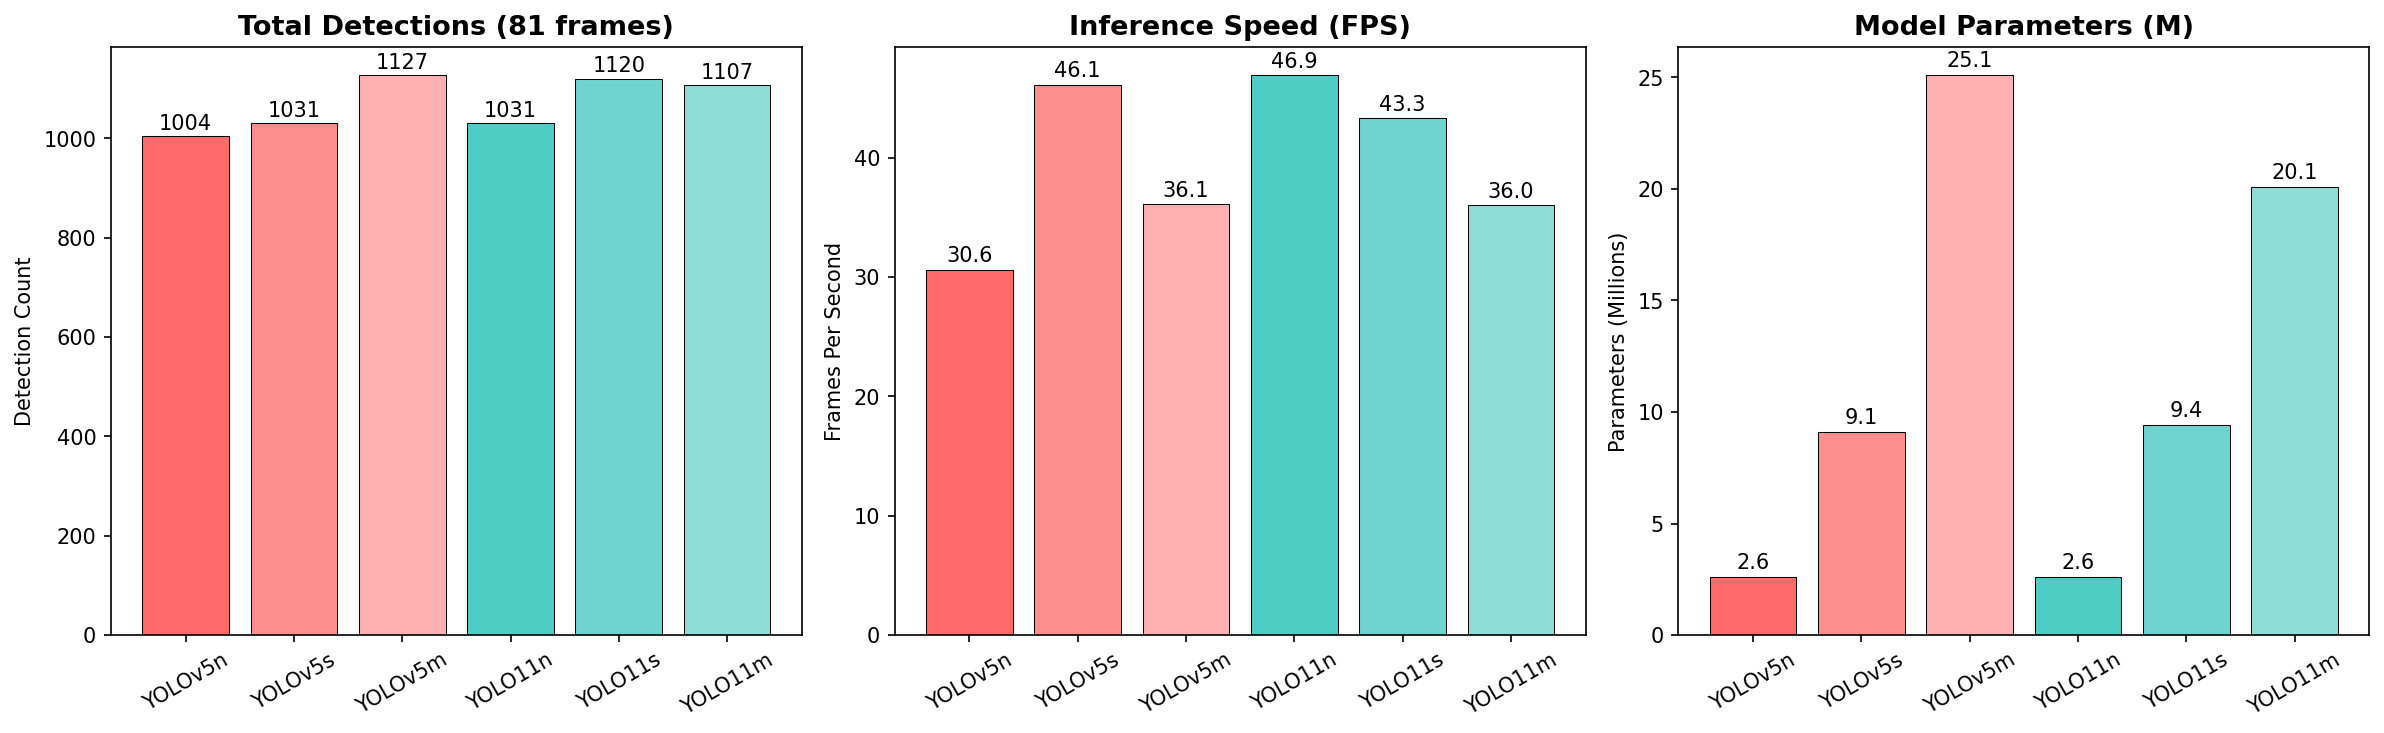 Total Detections (81 frames)
Detection Count
0
200
400
600
800
1000
1004
1031
1127
1031
1120
1107
YOLOv5n
YOLOv5s
YOLOv5m
YOLO11n
YOLO11s
YOLO11m
Inference Speed (FPS)
Frames Per Second
0
10
20
30
40
30.6
46.1
36.1
46.9
43.3
36.0
YOLOv5n
YOLOv5s
YOLOv5m
YOLO11n
YOLO11s
YOLO11m
Model Parameters (M)
Parameters (Millions)
0
5
10
15
20
25
2.6
9.1
25.1
2.6
9.4
20.1
YOLOv5n
YOLOv5s
YOLOv5m
YOLO11n
YOLO11s
YOLO11m